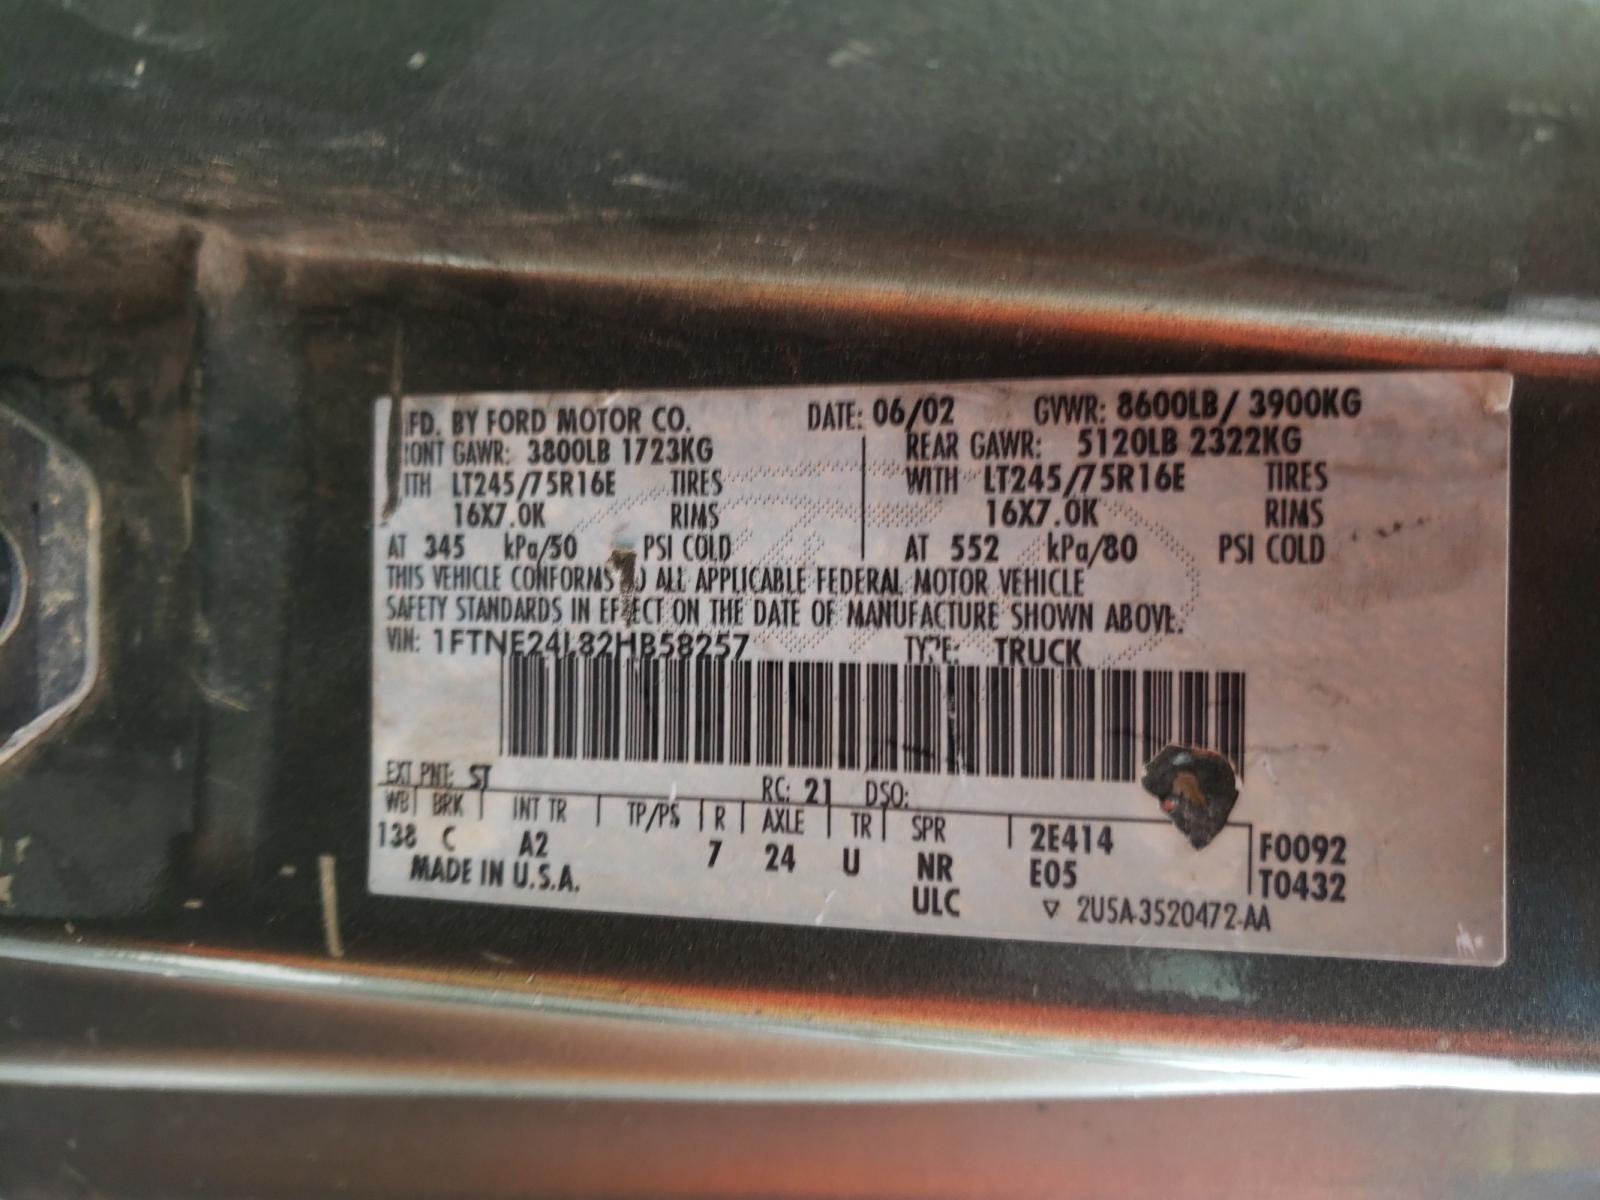 FD. BY FORD MOTOR CO. DATE: 06/02 GVWR: 8600LB/ 3900KG
ONT GAWR: 3800LB 1723KG REAR GAWR: 5120LB 2322KG
ITH LT245/75R16E TIRES WITH LT245/75R16E TIRES
16X7.0K RIMS 16X7.0K RIMS
AT 345 kPa/50 PSI COLD AT 552 kPa/80 PSI COLD
THIS VEHICLE CONFORMS O ALL APPLICABLE FEDERAL MOTOR VEHICLE
SAFETY STANDARDS IN EFFECT ON THE DATE OF MANUFACTURE SHOWN ABOVE.
VIN: 1FTNE24L82HB58257 TYPE: TRUCK
EXT PNT: ST RC: 21 DSO:
WB BRK INT TR TP/PS R AXLE TR SPR 2E414 F0092
138 C A2 7 24 U NR E05 T0432
MADE IN U.S.A. ULC ▽ 2U5A-3520472-AA